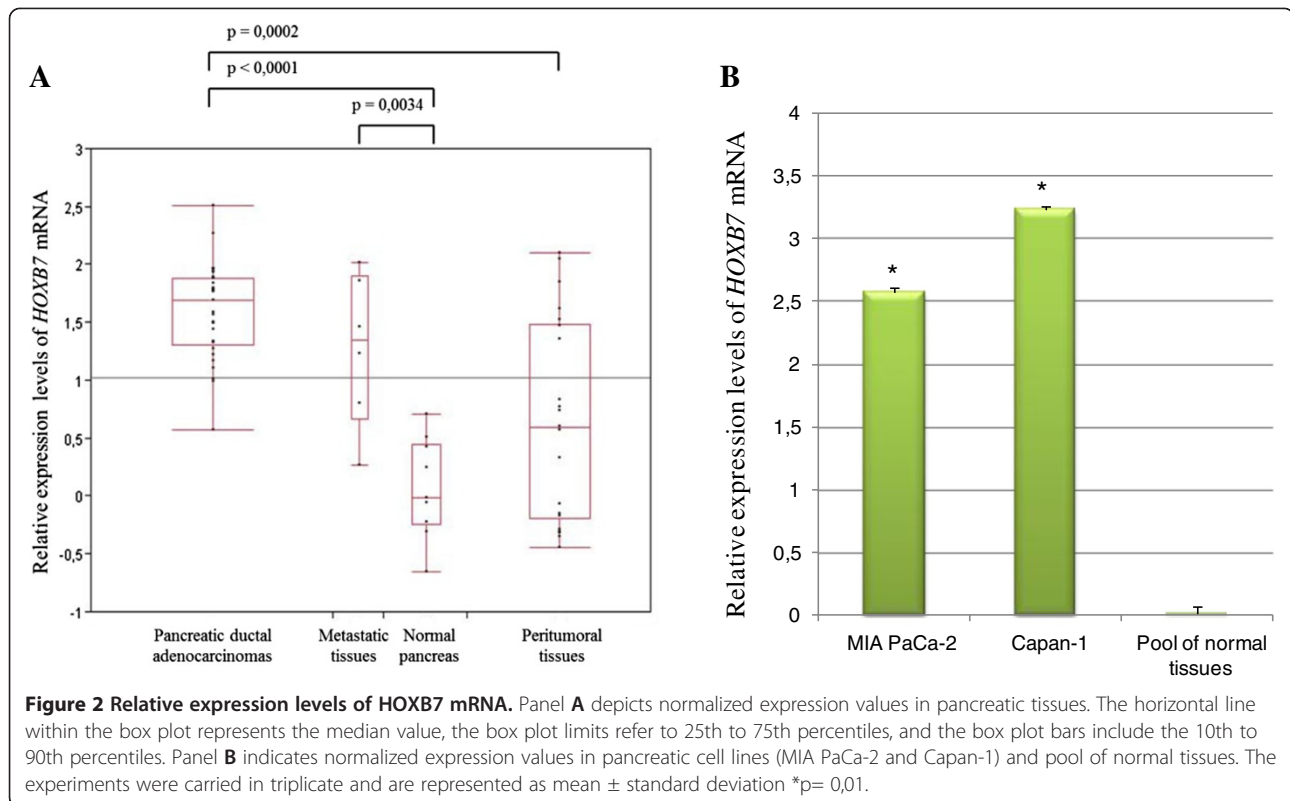 A
p = 0,0002
p < 0,0001
p = 0,0034
Relative expression levels of HOXB7 mRNA
3
2,5
2
1,5
1
0,5
0
-0,5
-1
Pancreatic ductal
adenocarcinomas
Metastatic
tissues
Normal
pancreas
Peritumoral
tissues
B
Relative expression levels of HOXB7 mRNA
4
3,5
3
2,5
2
1,5
1
0,5
0
*
*
MIA PaCa-2
Capan-1
Pool of normal
tissues
Figure 2 Relative expression levels of HOXB7 mRNA. Panel A depicts normalized expression values in pancreatic tissues. The horizontal line
within the box plot represents the median value, the box plot limits refer to 25th to 75th percentiles, and the box plot bars include the 10th to
90th percentiles. Panel B indicates normalized expression values in pancreatic cell lines (MIA PaCa-2 and Capan-1) and pool of normal tissues. The
experiments were carried in triplicate and are represented as mean ± standard deviation *p= 0,01.